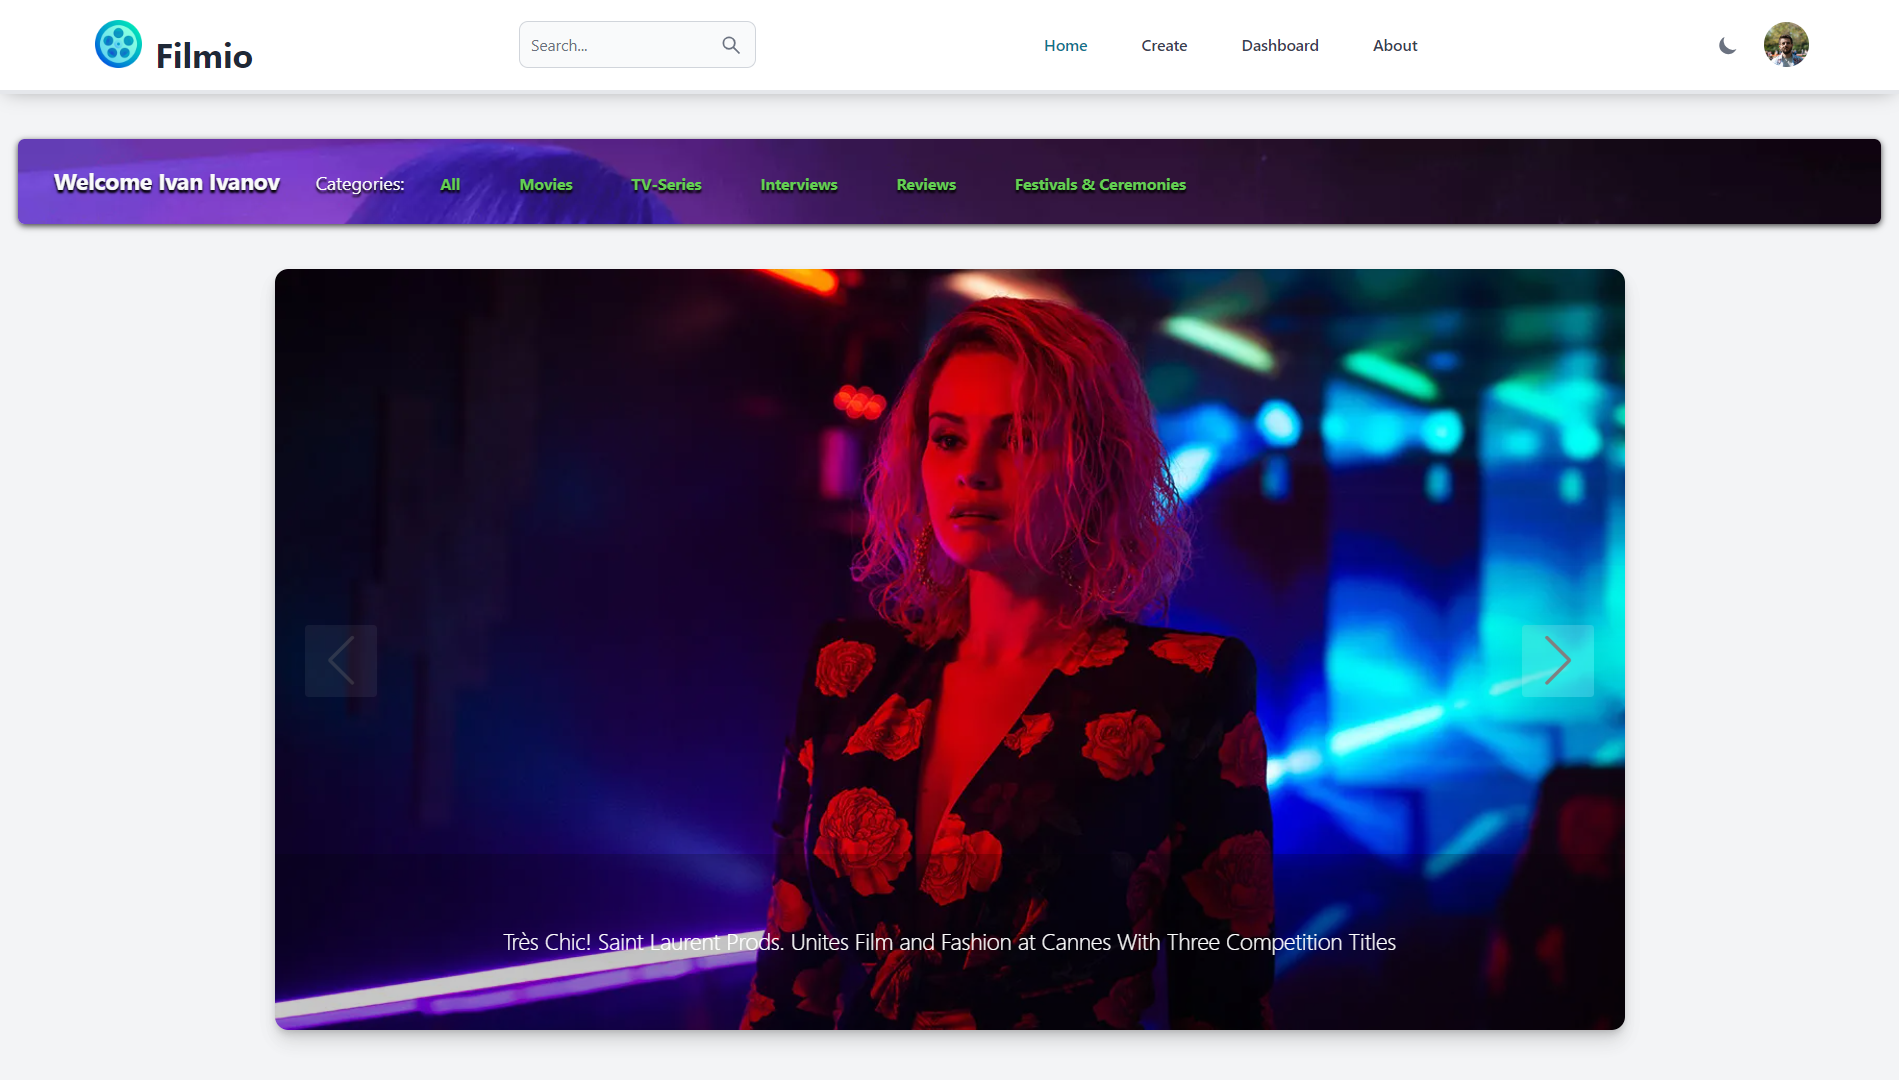 Filmio
Search...
Home Create Dashboard About
Welcome Ivan Ivanov Categories: All Movies TV-Series Interviews Reviews Festivals & Ceremonies
Très Chic! Saint Laurent Prods. Unites Film and Fashion at Cannes With Three Competition Titles